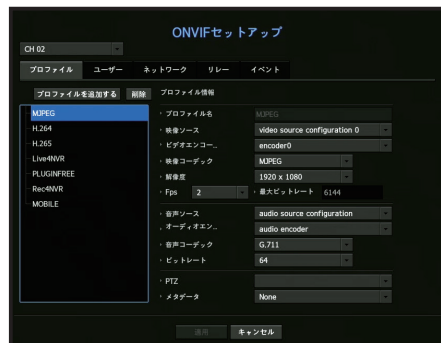 ONVIFセットアップ
CH 02
プロファイル ユーザー ネットワーク リレー イベント
プロファイルを追加する 削除 プロファイル情報
MJPEG
H.264
H.265
Live4NVR
PLUGINFREE
Rec4NVR
MOBILE
プロファイル名 MJPEG
映像ソース video source configuration 0
ビデオエンコー.. encoder0
映像コーデック MJPEG
解像度 1920 x 1080
Fps 2 最大ビットレート 6144
音声ソース audio source configuration
オーディオエン.. audio encoder
音声コーデック G.711
ビットレート 64
PTZ
メタデータ None
適用 キャンセル